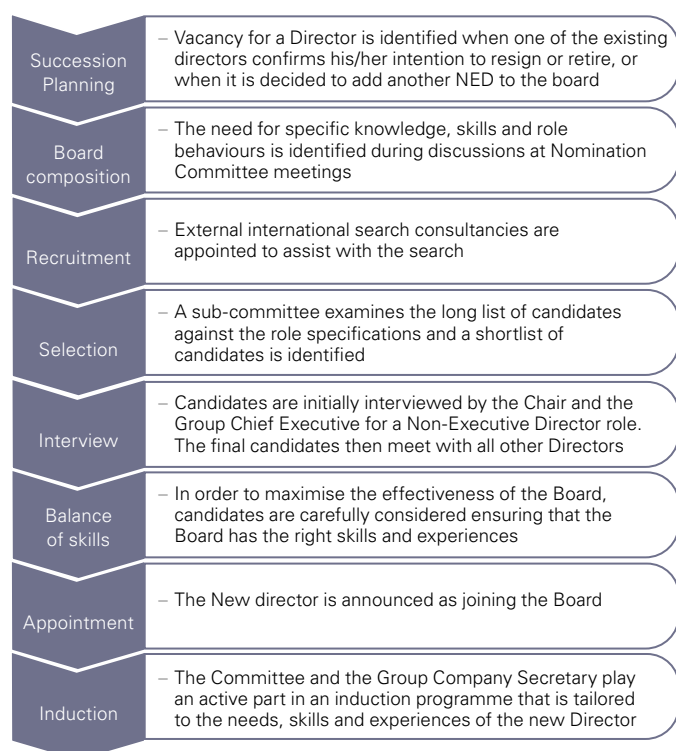 Succession
Planning
– Vacancy for a Director is identified when one of the existing
directors confirms his/her intention to resign or retire, or
when it is decided to add another NED to the board
Board
composition
– The need for specific knowledge, skills and role
behaviours is identified during discussions at Nomination
Committee meetings
Recruitment
– External international search consultancies are
appointed to assist with the search
Selection
– A sub-committee examines the long list of candidates
against the role specifications and a shortlist of
candidates is identified
Interview
– Candidates are initially interviewed by the Chair and the
Group Chief Executive for a Non-Executive Director role.
The final candidates then meet with all other Directors
Balance
of skills
– In order to maximise the effectiveness of the Board,
candidates are carefully considered ensuring that the
Board has the right skills and experiences
Appointment
– The New director is announced as joining the Board
Induction
– The Committee and the Group Company Secretary play
an active part in an induction programme that is tailored
to the needs, skills and experiences of the new Director